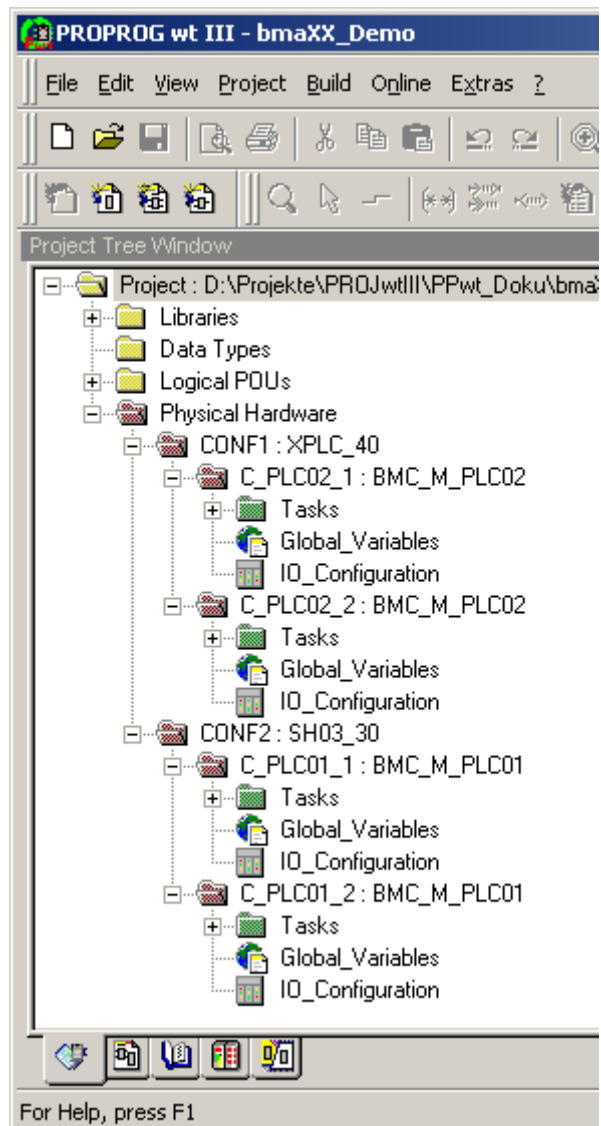 PROPROG wt III - bmaXX_Demo
File Edit View Project Build Online Extras ?
Project Tree Window
Project : D:\Projekte\PROJwtIII\PPwt_Doku\bmaX
Libraries
Data Types
Logical POUs
Physical Hardware
CONF1 : XPLC_40
C_PLC02_1 : BMC_M_PLC02
Tasks
Global_Variables
IO_Configuration
C_PLC02_2 : BMC_M_PLC02
Tasks
Global_Variables
IO_Configuration
CONF2 : SH03_30
C_PLC01_1 : BMC_M_PLC01
Tasks
Global_Variables
IO_Configuration
C_PLC01_2 : BMC_M_PLC01
Tasks
Global_Variables
IO_Configuration
For Help, press F1